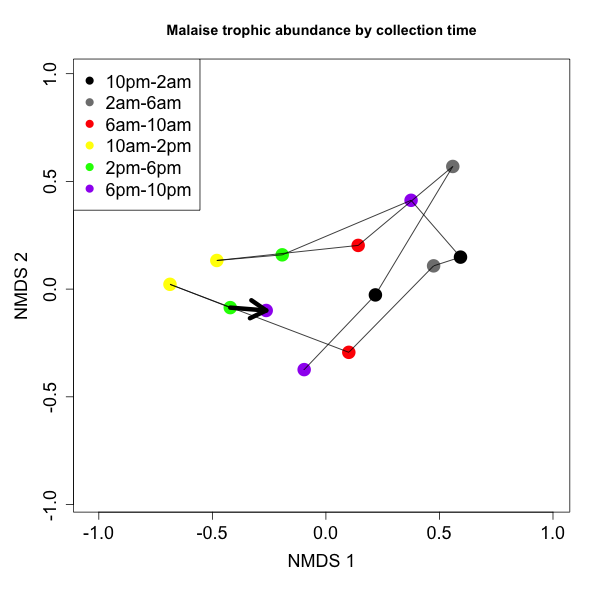 Malaise trophic abundance by collection time
10pm-2am
2am-6am
6am-10am
10am-2pm
2pm-6pm
6pm-10pm
1.0
0.5
0.0
-0.5
-1.0
NMDS 2
-1.0 -0.5 0.0 0.5 1.0
NMDS 1